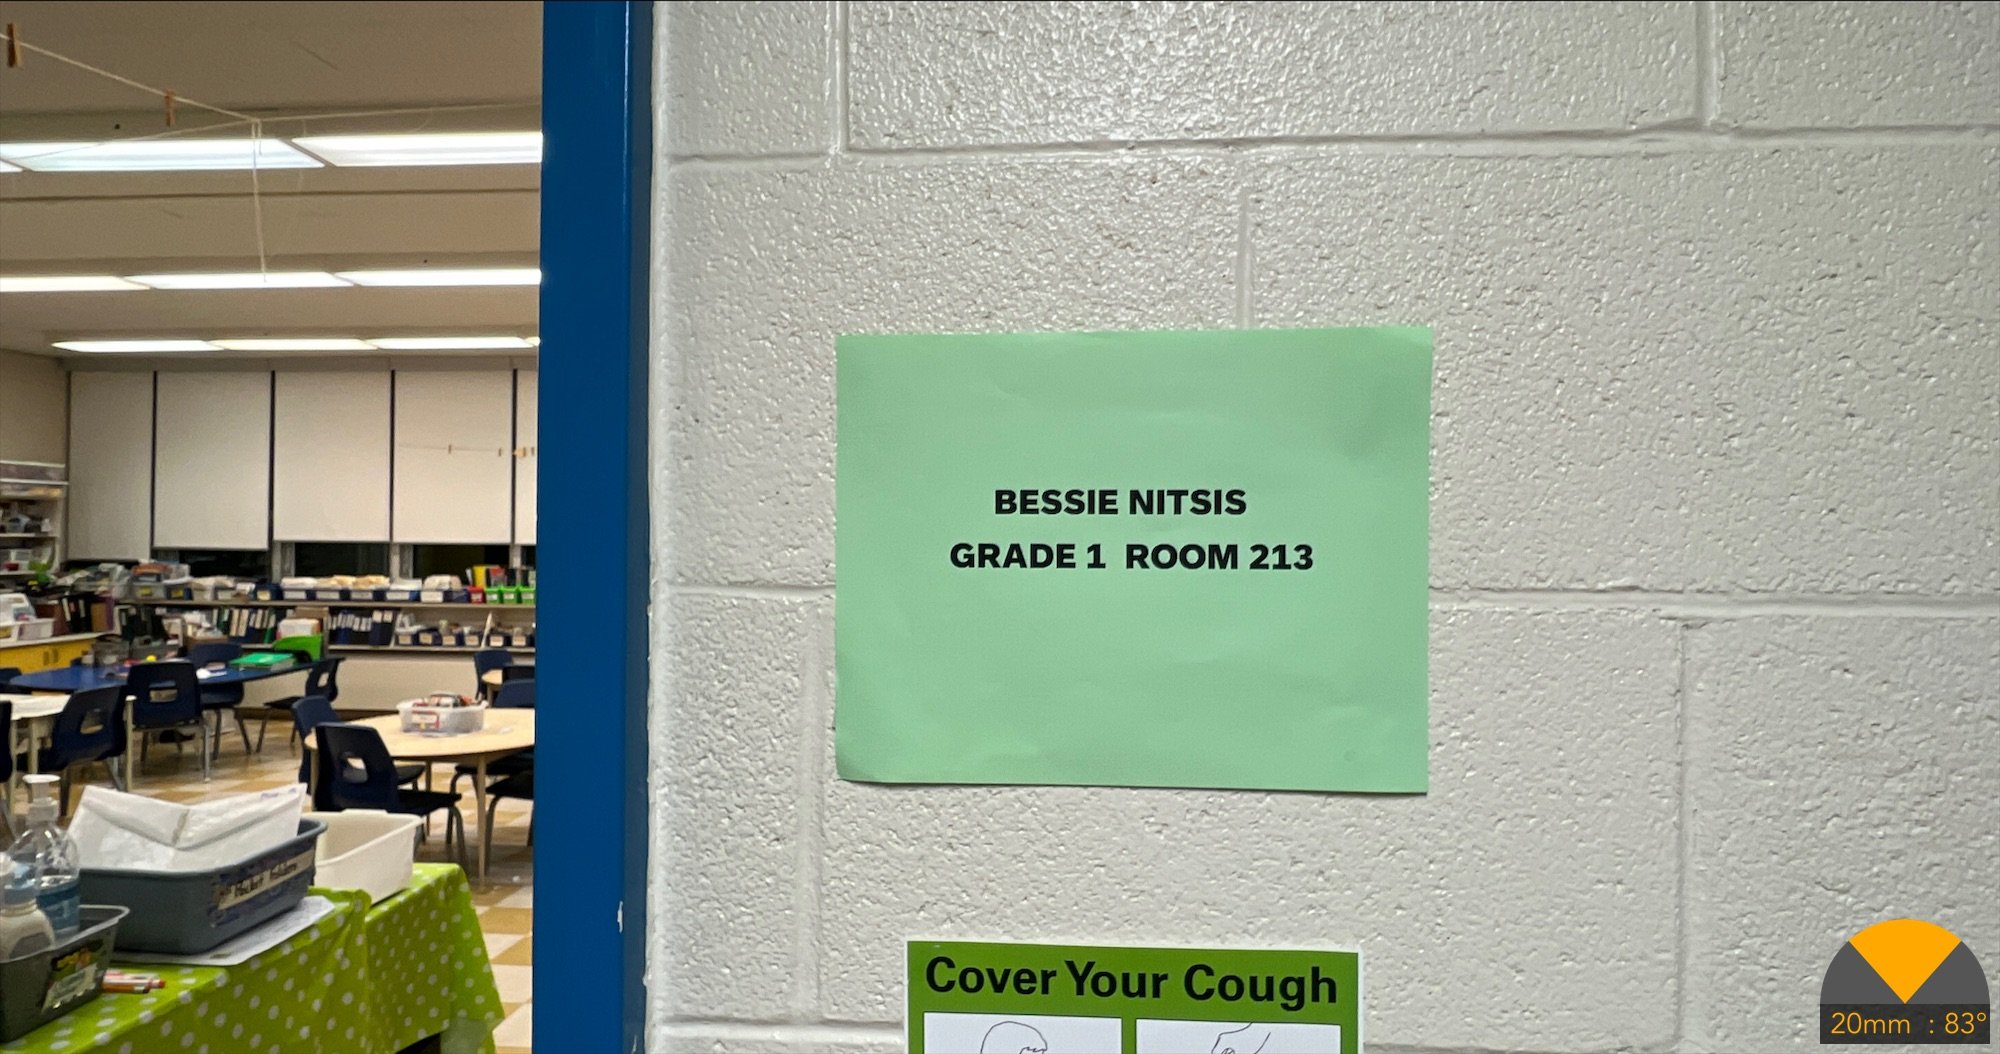 BESSIE NITSIS
GRADE 1 ROOM 213
Cover Your Cough
20mm : 83°